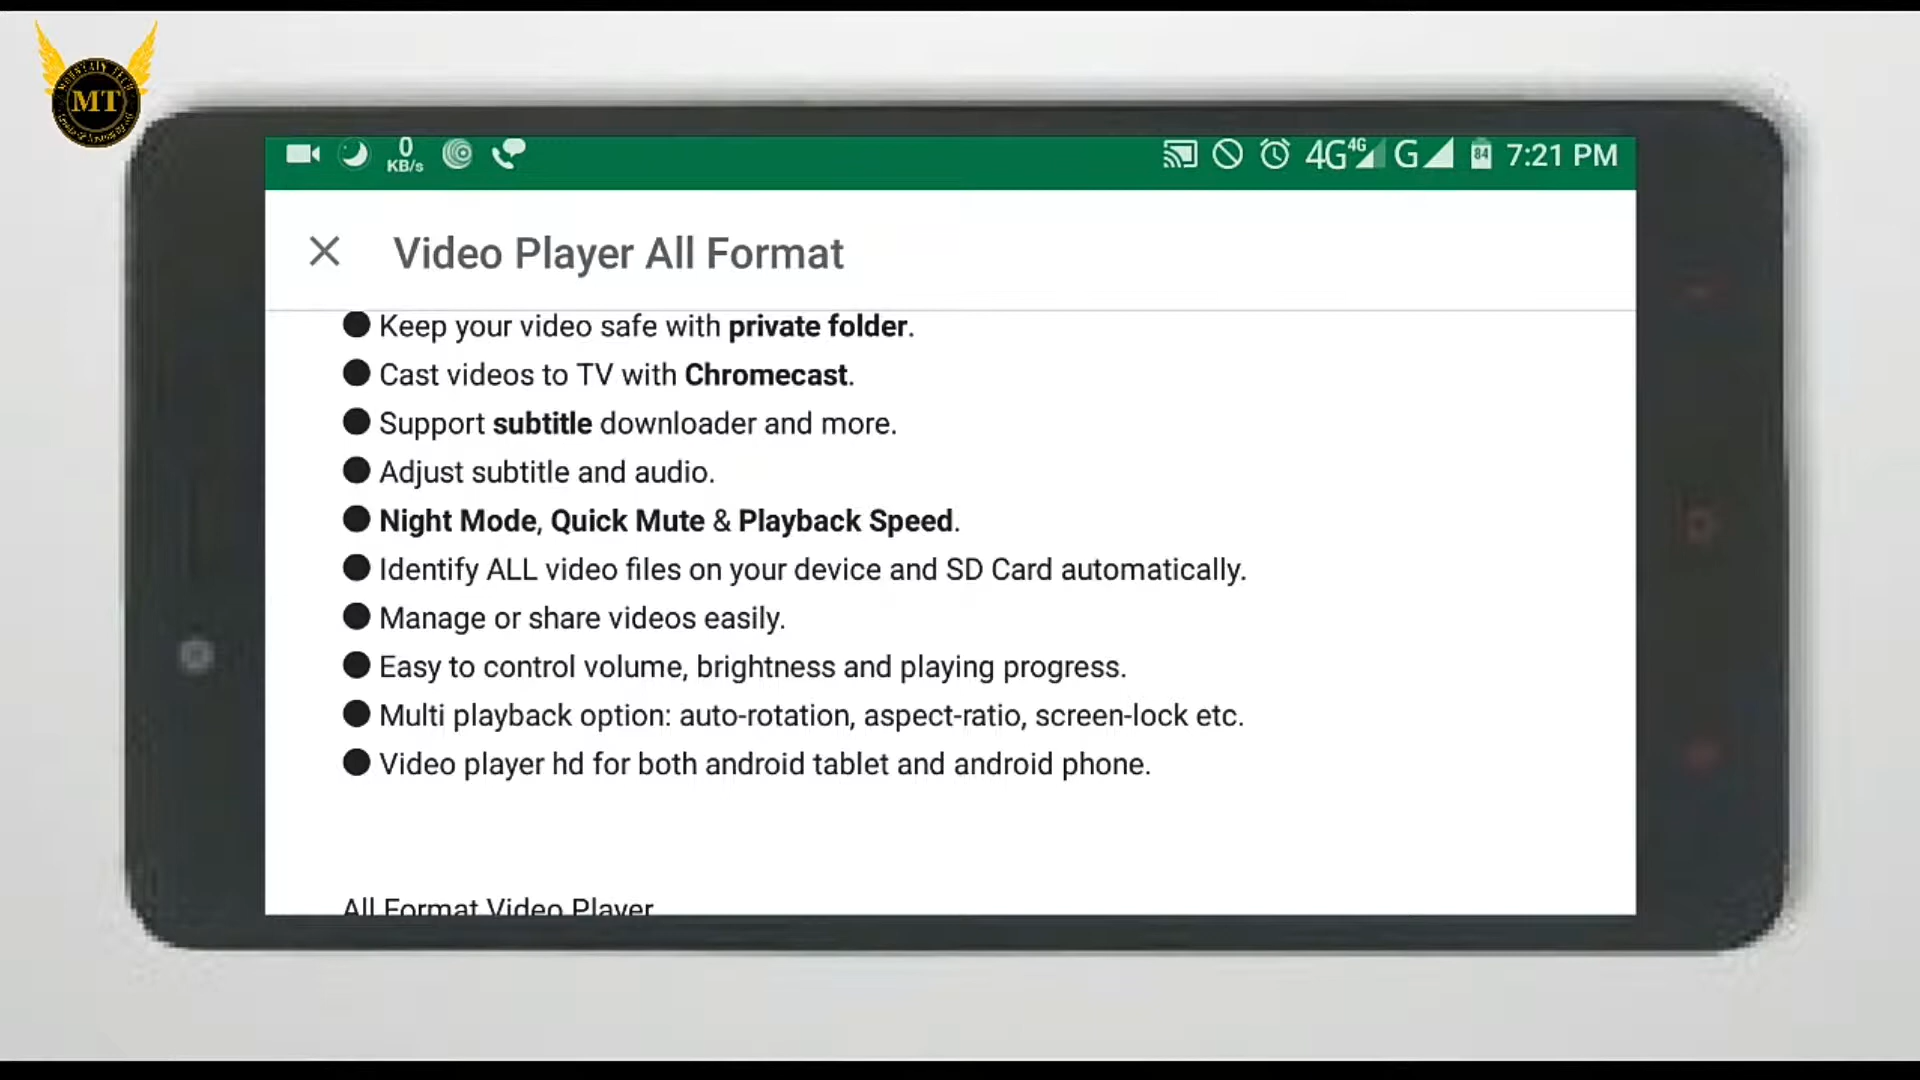 MOUNTAIN TECH
MT
0
KB/s
4G 4G G 84 7:21 PM
Video Player All Format
● Keep your video safe with private folder.
● Cast videos to TV with Chromecast.
● Support subtitle downloader and more.
● Adjust subtitle and audio.
● Night Mode, Quick Mute & Playback Speed.
● Identify ALL video files on your device and SD Card automatically.
● Manage or share videos easily.
● Easy to control volume, brightness and playing progress.
● Multi playback option: auto-rotation, aspect-ratio, screen-lock etc.
● Video player hd for both android tablet and android phone.
All Format Video Player